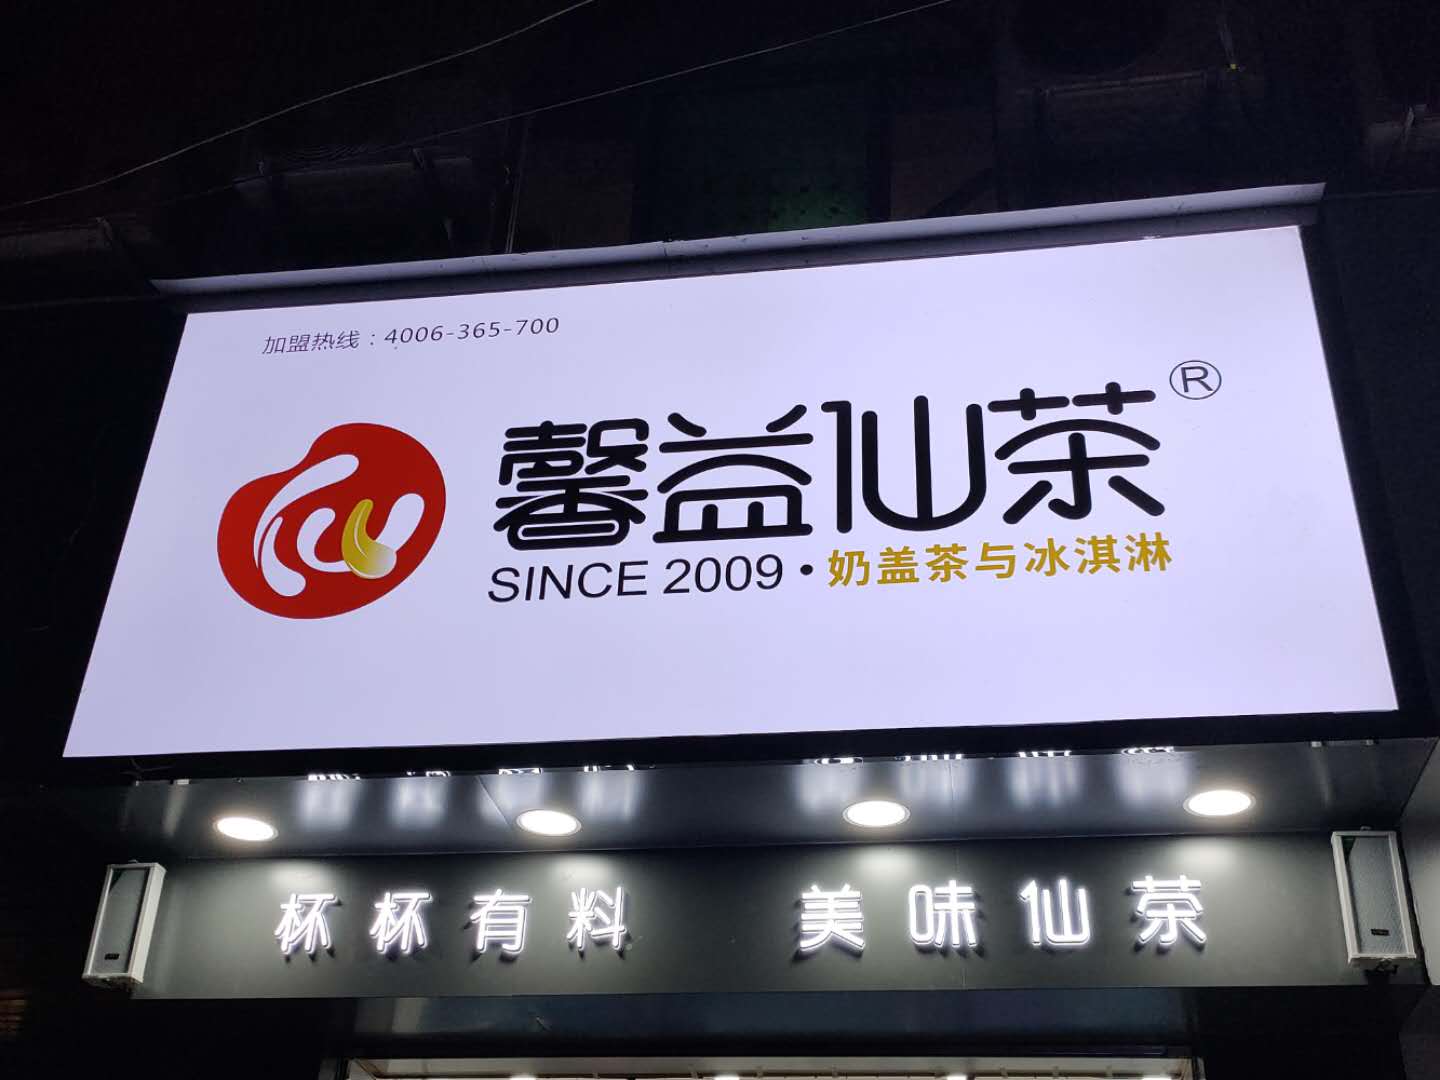 加盟热线：4006-365-700
馨益仙茶®
SINCE 2009·奶盖茶与冰淇淋
杯杯有料 美味仙茶